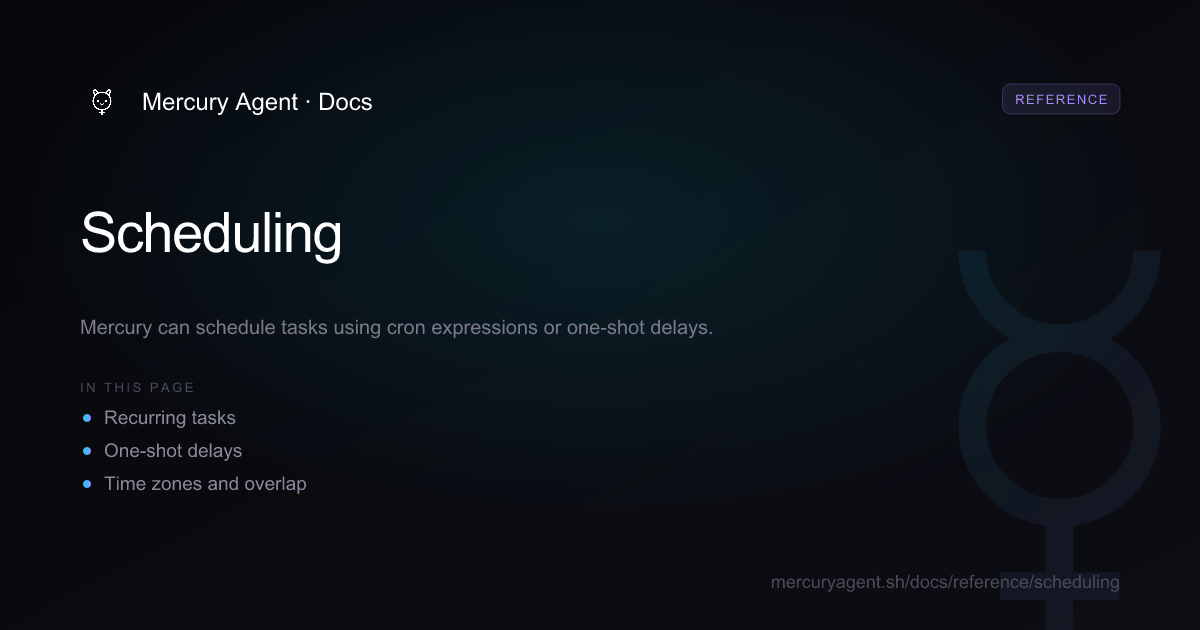 Mercury Agent · Docs
REFERENCE
Scheduling
Mercury can schedule tasks using cron expressions or one-shot delays.
IN THIS PAGE
Recurring tasks
One-shot delays
Time zones and overlap
mercuryagent.sh/docs/reference/scheduling